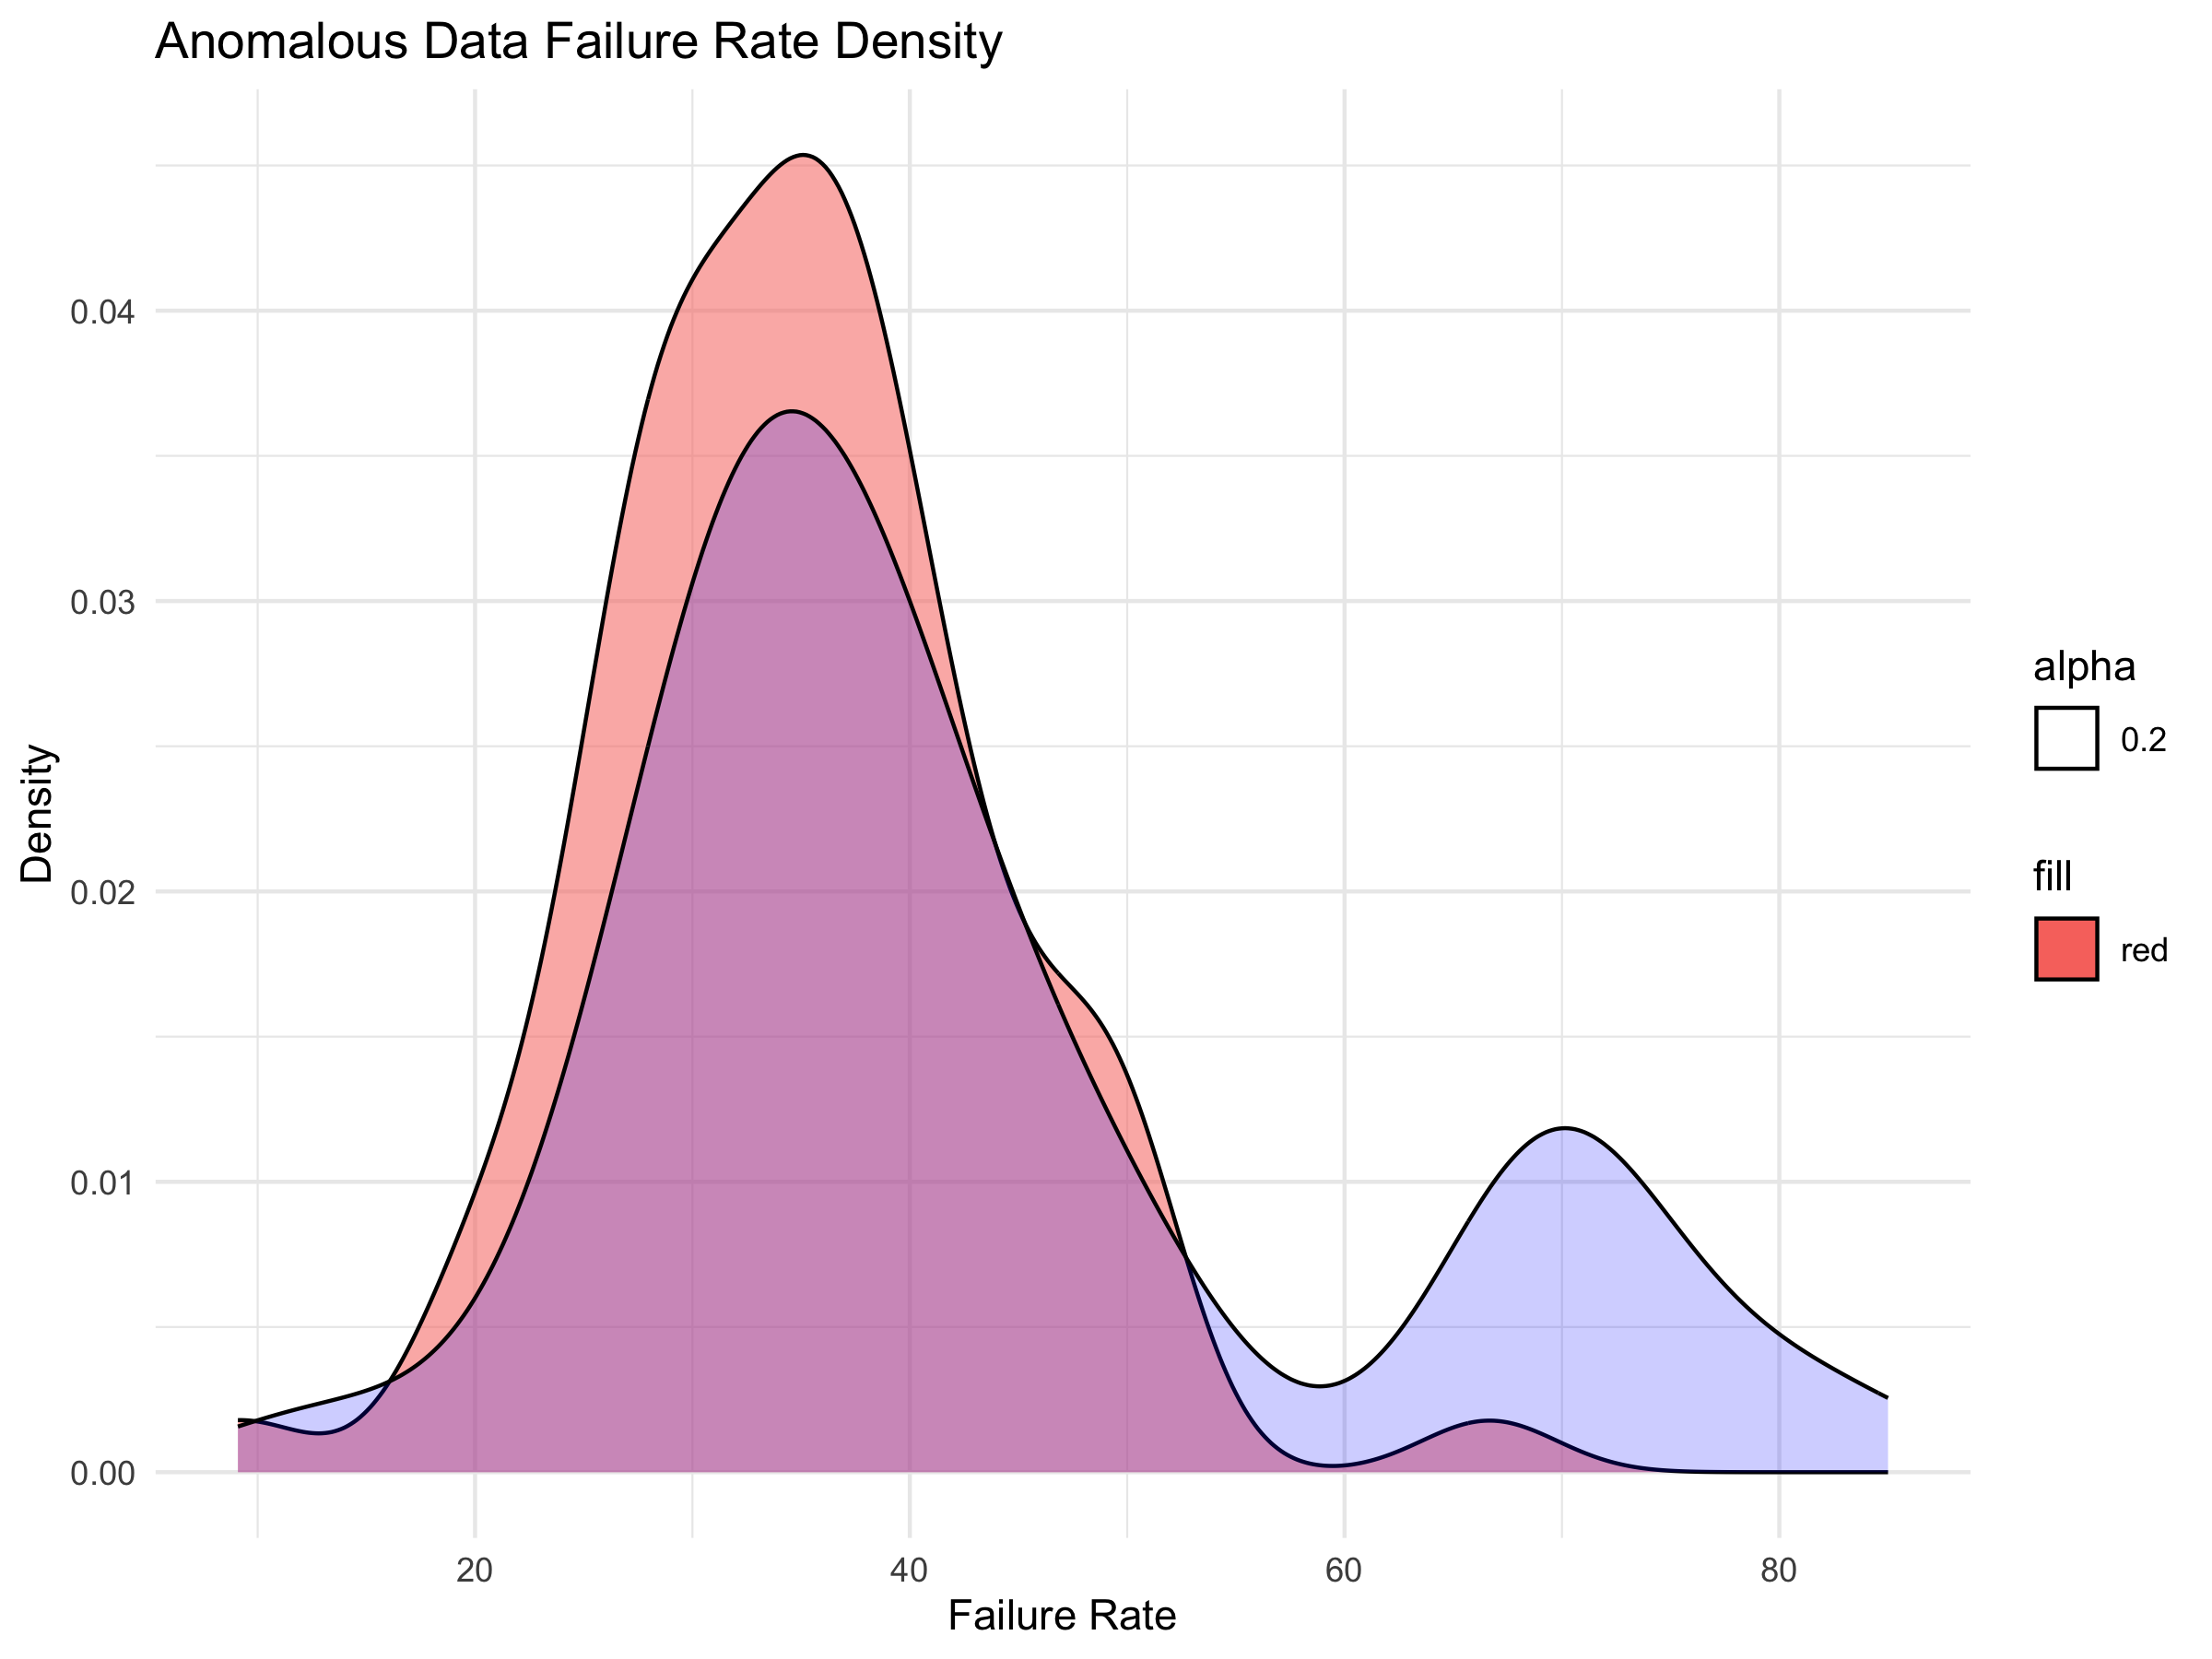 Anomalous Data Failure Rate Density
Density
0.04
0.03
0.02
0.01
0.00
20 40 60 80
Failure Rate
alpha
0.2
fill
red